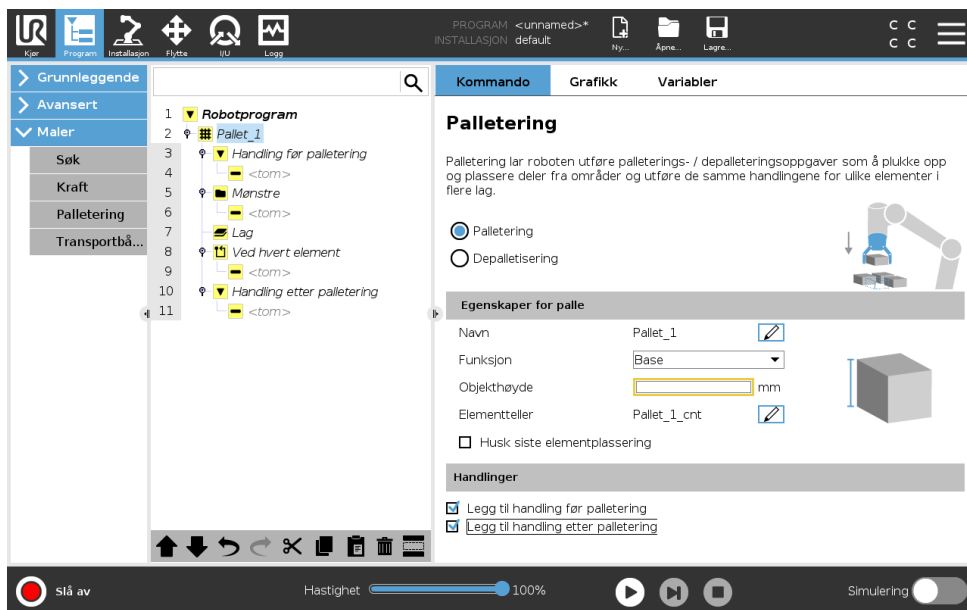 UR
PROGRAM <unnamed>*
INSTALLASJON default
Kjør Program Installasjon Flytte I/U Logg
Ny... Åpne... Lagre...
C C
C C
Grunnleggende
Avansert
Maler
Søk
Kraft
Palletering
Transportbå...
1 Robotprogram
2 Pallet_1
3 Handling før palletering
4 <tom>
5 Mønstre
6 <tom>
7 Lag
8 Ved hvert element
9 <tom>
10 Handling etter palletering
11 <tom>
Kommando Grafikk Variabler
Palletering
Palletering lar roboten utføre palleterings- / depalleteringsoppgaver som å plukke opp
og plassere deler fra områder og utføre de samme handlingene for ulike elementer i
flere lag.
Palletering
Depalletisering
Egenskaper for palle
Navn Pallet_1
Funksjon Base
Objekthøyde mm
Elementteller Pallet_1_cnt
Husk siste elementplassering
Handlinger
Legg til handling før palletering
Legg til handling etter palletering
Slå av
Hastighet 100%
Simulering